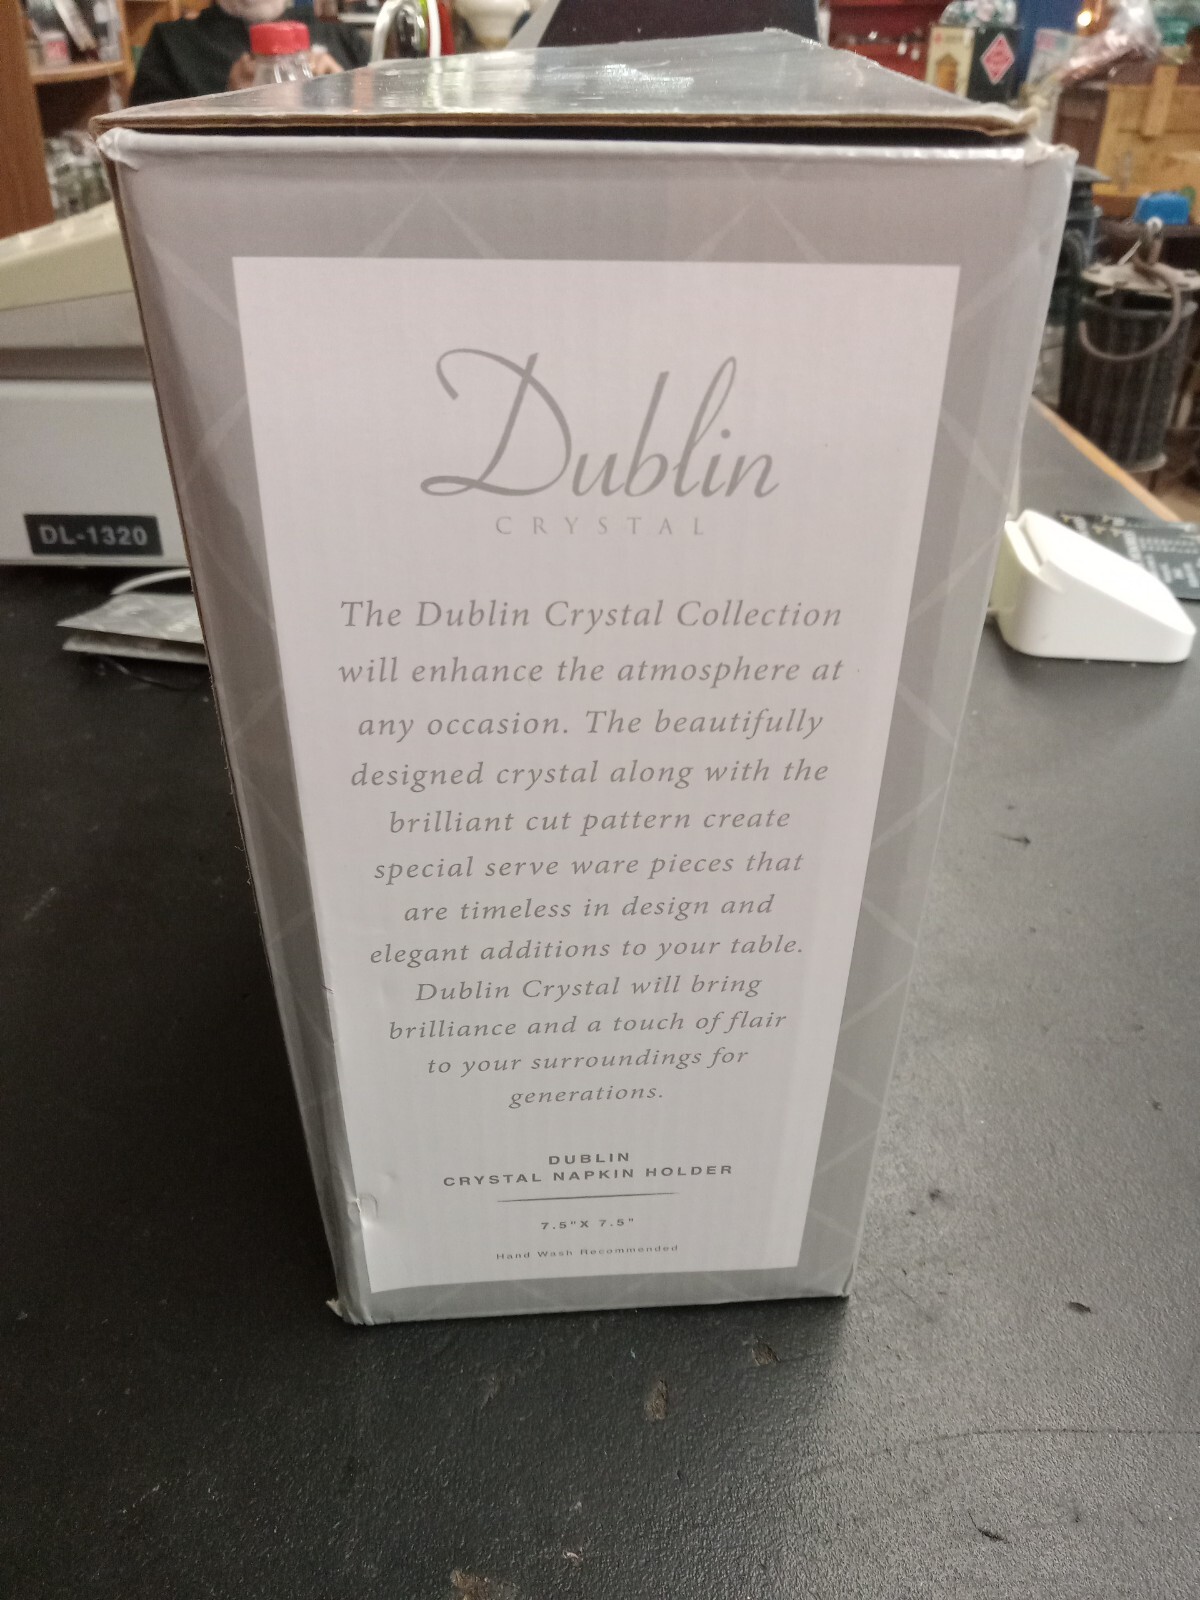 Dublin
CRYSTAL
The Dublin Crystal Collection
will enhance the atmosphere at
any occasion. The beautifully
designed crystal along with the
brilliant cut pattern create
special serve ware pieces that
are timeless in design and
elegant additions to your table.
Dublin Crystal will bring
brilliance and a touch of flair
to your surroundings for
generations.
DUBLIN
CRYSTAL NAPKIN HOLDER
7.5"X 7.5"
Hand Wash Recommended
DL-1320